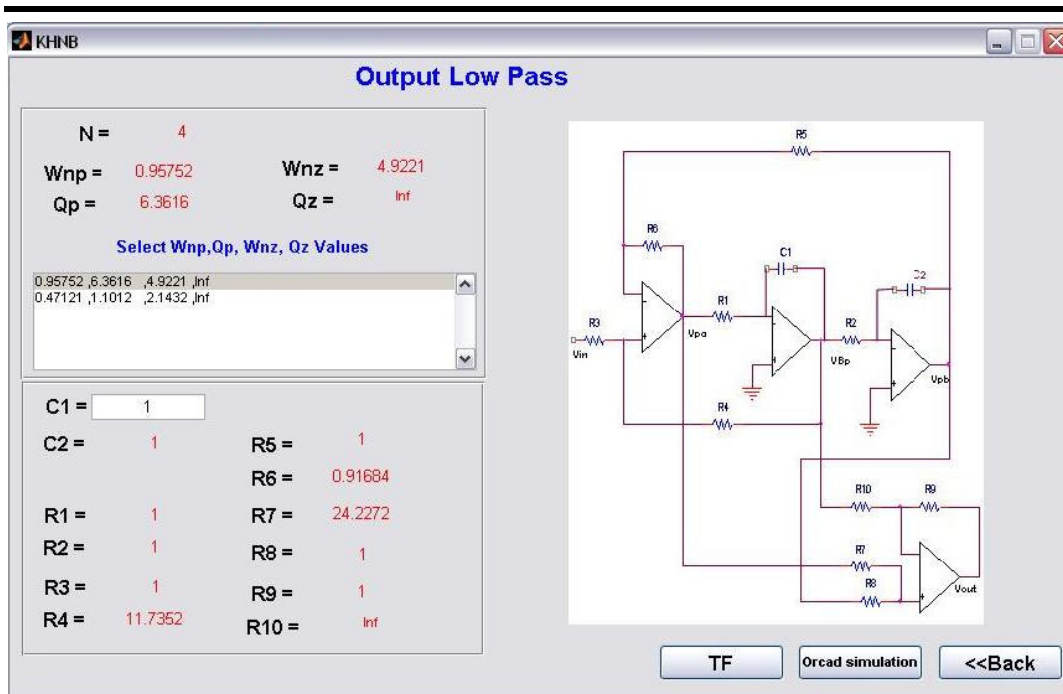 KHNB
Output Low Pass
N = 4
Wnp = 0.95752 Wnz = 4.9221
Qp = 6.3616 Qz = Inf
Select Wnp,Qp, Wnz, Qz Values
0.95752 ,6.3616 ,4.9221 ,Inf
0.47121 ,1.1012 ,2.1432 ,Inf
C1 = 1
C2 = 1 R5 = 1
R6 = 0.91684
R1 = 1 R7 = 24.2272
R2 = 1 R8 = 1
R3 = 1 R9 = 1
R4 = 11.7352 R10 = Inf
R5
R6
C1
C2
R1
R3
R2
Vin
Vpa
VBp
Vpb
R4
R10 R9
R7
R8
Vout
TF
Orcad simulation
<<Back